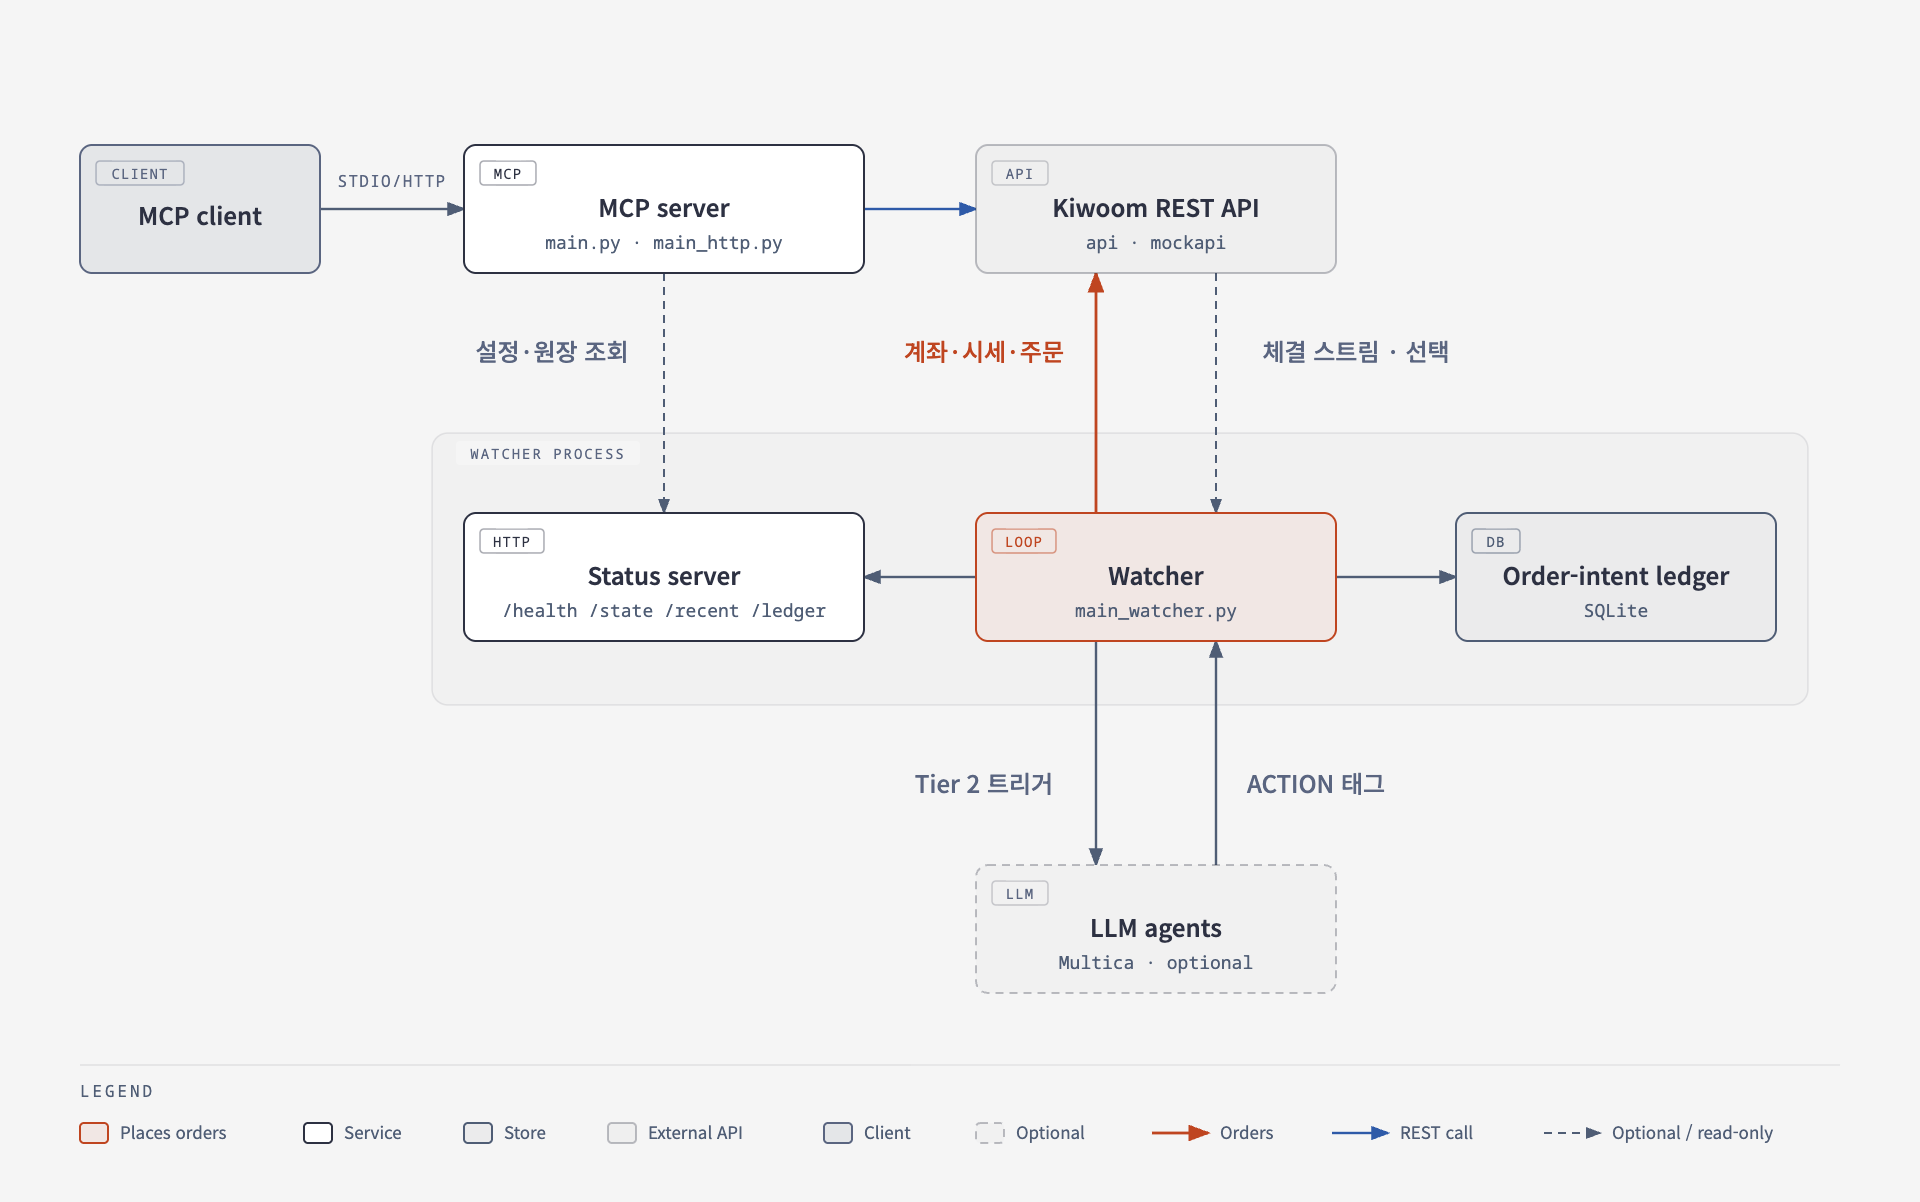 CLIENT
MCP client
STDIO/HTTP
MCP
MCP server
main.py · main_http.py
API
Kiwoom REST API
api · mockapi
설정·원장 조회
계좌·시세·주문
체결 스트림 · 선택
WATCHER PROCESS
HTTP
Status server
/health /state /recent /ledger
LOOP
Watcher
main_watcher.py
DB
Order-intent ledger
SQLite
Tier 2 트리거
ACTION 태그
LLM
LLM agents
Multica · optional
LEGEND
Places orders
Service
Store
External API
Client
Optional
Orders
REST call
Optional / read-only